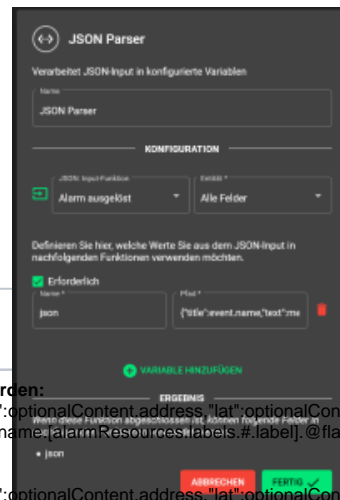 JSON Parser
Verarbeitet JSON-Input in konfigurierte Variablen
Name
JSON Parser
KONFIGURATION
JSON: Input-Funktion
Alarm ausgelöst
Entität *
Alle Felder
Definieren Sie hier, welche Werte Sie aus dem JSON-Input in
nachfolgenden Funktionen verwenden möchten.
Erforderlich
Name *
json
Pfad *
{"title":event.name,"text":me
VARIABLE HINZUFÜGEN
rden:
ERGEBNIS
":optionalContent.address,"lat":optionalCon
Wenn diese Funktion abgeschlossen ist, können folgende Felder in
name:[alarmResourceslabels.#.label].@fla
json
ABBRECHEN
FERTIG
":optionalContent.address,"lat":optionalCon